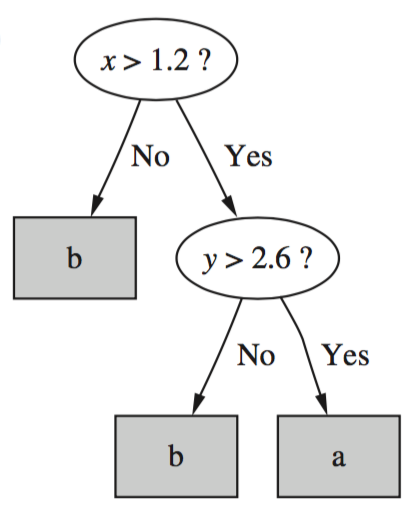 x > 1.2 ?
No Yes
b
y > 2.6 ?
No Yes
b a